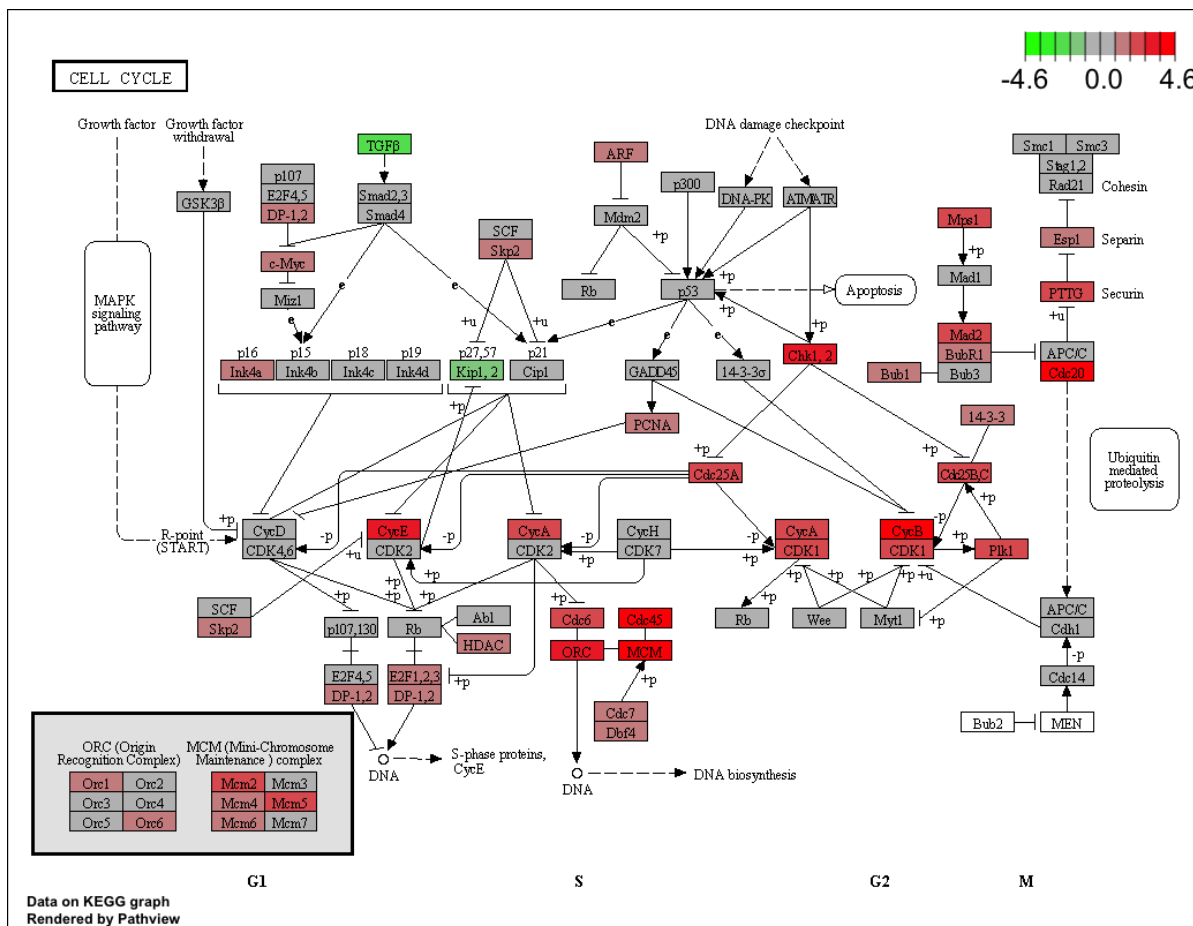 -4.6 0.0 4.6
CELL CYCLE
Growth factor
Growth factor
withdrawal
TGFβ
DNA damage checkpoint
ARF
Smc1 Smc3
Stag1,2
Rad21
Cohesin
p107
E2F4,5
DP-1,2
GSK3β
Smad2,3
Smad4
p300
DNA-PK
ATM/ATR
Mdm2
+p
SCF
Skp2
Mps1
+p
Esp1
Separin
c-Myc
Mad1
Miz1
Rb
p53
+p
Apoptosis
MAPK
signaling
pathway
PTTG
Securin
e
e
+u
+u
e
e
e
+p
+p
+u
Mad2
BubR1
Bub3
Bub1
APC/C
Cdc20
p16
Ink4a
p15
Ink4b
p18
Ink4c
p19
Ink4d
p27,57
Kip1, 2
p21
Cip1
GADD45
14-3-3σ
Chk1, 2
+p
PCNA
14-3-3
+p
+p
Cdc25A
Cdc25B,C
Ubiquitin
mediated
proteolysis
R-point
(START)
+p
CycD
CDK4,6
-p
+u
CycE
CDK2
-p
CycA
CDK2
-p
+p
CycH
CDK7
-p
+p
CycA
CDK1
CycB
CDK1
-p
+p
+p
Plk1
+p
+p
+p
+p
+p
+p
+p
+p
+u
+p
SCF
Skp2
p107,130
Rb
Abl
HDAC
Cdc6
Cdc45
ORC
MCM
+p
Rb
Wee
Myt1
APC/C
Cdh1
-p
Cdc14
E2F4,5
DP-1,2
E2F1,2,3
DP-1,2
+p
Cdc7
Dbf4
Bub2
MEN
DNA
S-phase proteins,
CycE
DNA
DNA biosynthesis
ORC (Origin
Recognition Complex)
Orc1 Orc2
Orc3 Orc4
Orc5 Orc6
MCM (Mini-Chromosome
Maintenance ) complex
Mcm2 Mcm3
Mcm4 Mcm5
Mcm6 Mcm7
G1 S G2 M
Data on KEGG graph
Rendered by Pathview